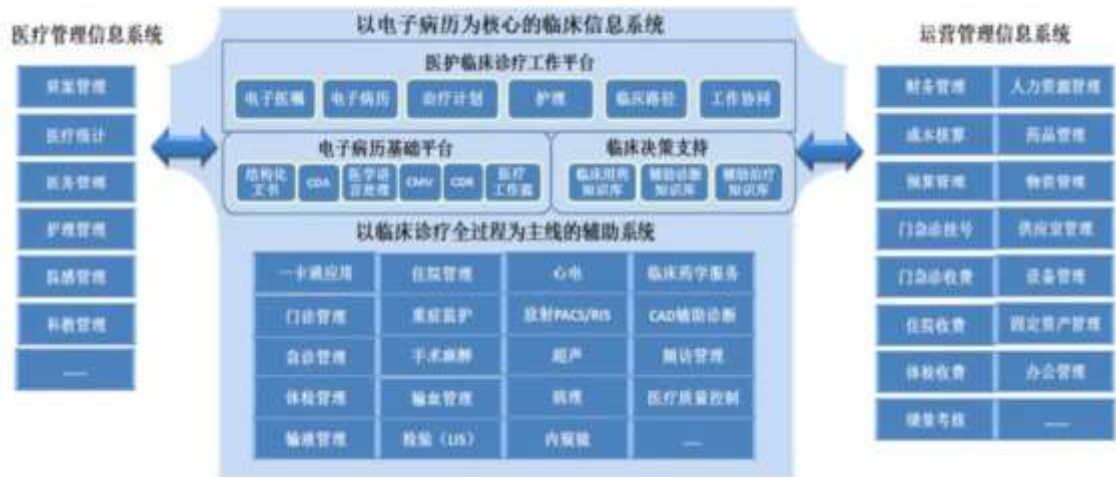 医疗管理信息系统
病案管理
医疗统计
医务管理
护理管理
院感管理
科教管理
......
以电子病历为核心的临床信息系统
医护临床诊疗工作平台
电子医嘱 电子病历 治疗计划 护理 临床路径 工作协同
电子病历基础平台
结构化文书 CDA 医学语言处理 CMV CDR 医疗工作流
临床决策支持
临床用药知识库 辅助诊断知识库 辅助治疗知识库
以临床诊疗全过程为主线的辅助系统
一卡通应用 住院管理 心电 临床药学服务
门诊管理 重症监护 放射PACS/RIS CAD辅助诊断
急诊管理 手术麻醉 超声 随访管理
体检管理 输血管理 病理 医疗质量控制
输液管理 检验（LIS） 内窥镜 ......
运营管理信息系统
财务管理 人力资源管理
成本核算 药品管理
预算管理 物资管理
门急诊挂号 供应室管理
门急诊收费 设备管理
住院收费 固定资产管理
体检收费 办公管理
绩效考核 ......